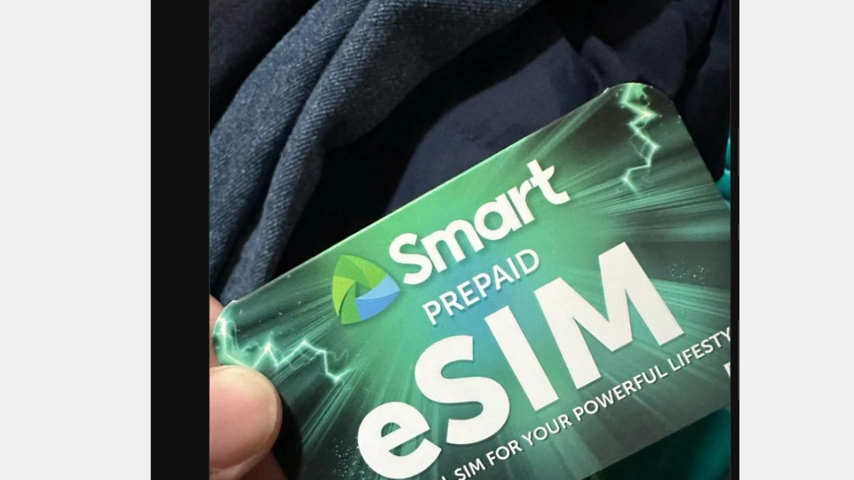 Smart
PREPAID
eSIM
SIM FOR YOUR POWERFUL LIFESTY